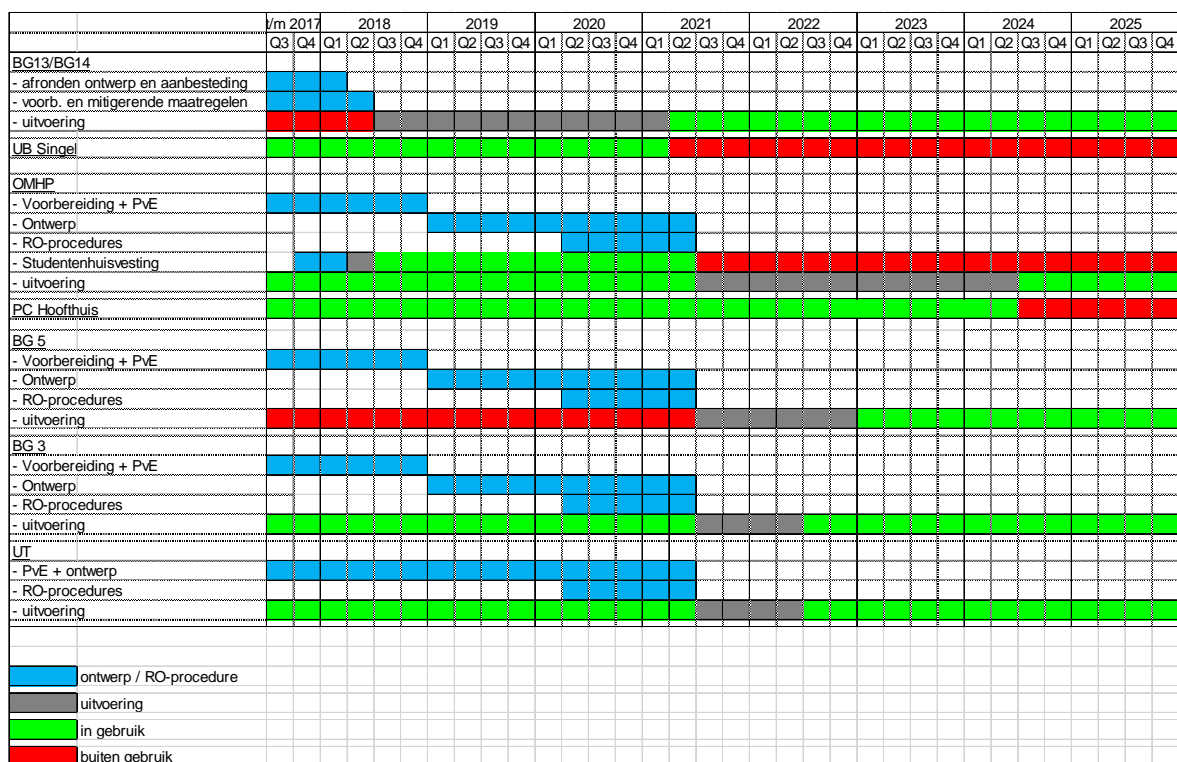 t/m 2017 2018 2019 2020 2021 2022 2023 2024 2025
Q3 Q4 Q1 Q2 Q3 Q4 Q1 Q2 Q3 Q4 Q1 Q2 Q3 Q4 Q1 Q2 Q3 Q4 Q1 Q2 Q3 Q4 Q1 Q2 Q3 Q4 Q1 Q2 Q3 Q4 Q1 Q2 Q3 Q4
BG13/BG14
- afronden ontwerp en aanbesteding
- voorb. en mitigerende maatregelen
- uitvoering
UB Singel
OMHP
- Voorbereiding + PvE
- Ontwerp
- RO-procedures
- Studentenhuisvesting
- uitvoering
PC Hoofthuis
BG 5
- Voorbereiding + PvE
- Ontwerp
- RO-procedures
- uitvoering
BG 3
- Voorbereiding + PvE
- Ontwerp
- RO-procedures
- uitvoering
UT
- PvE + ontwerp
- RO-procedures
- uitvoering
ontwerp / RO-procedure
uitvoering
in gebruik
buiten gebruik